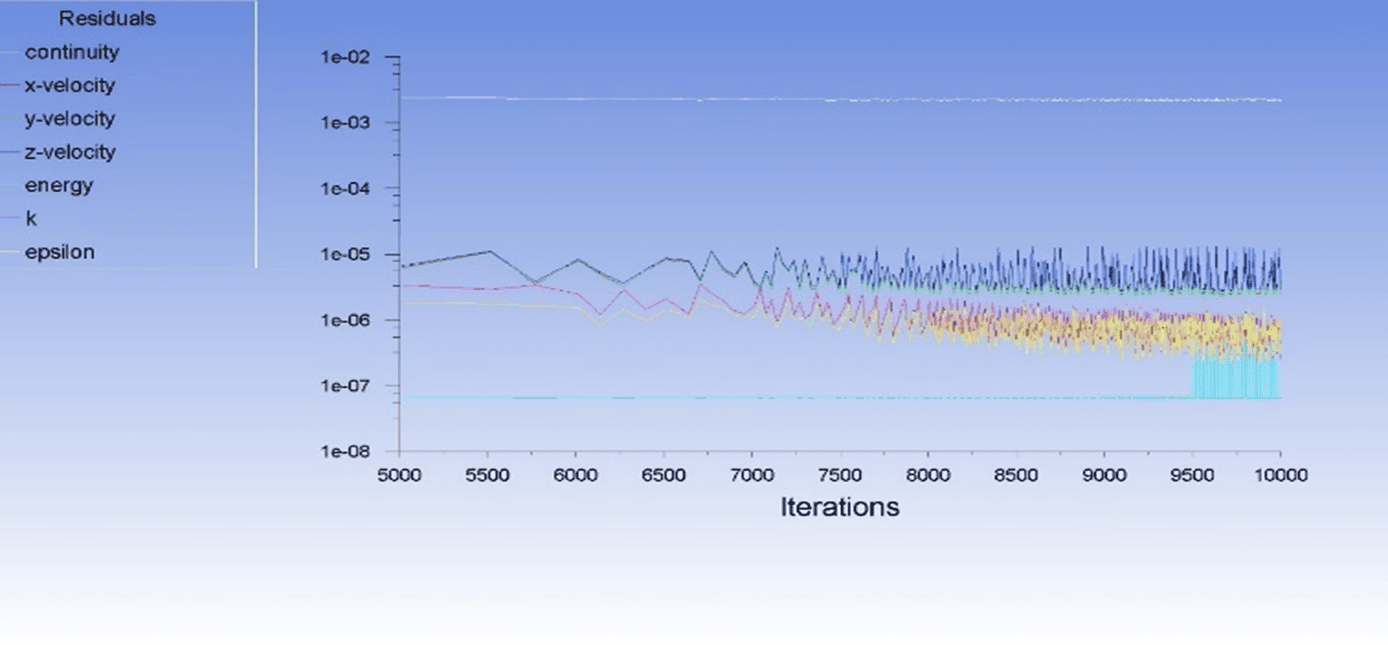 Residuals
continuity
x-velocity
y-velocity
z-velocity
energy
k
epsilon
1e-02
1e-03
1e-04
1e-05
1e-06
1e-07
1e-08
5000 5500 6000 6500 7000 7500 8000 8500 9000 9500 10000
Iterations